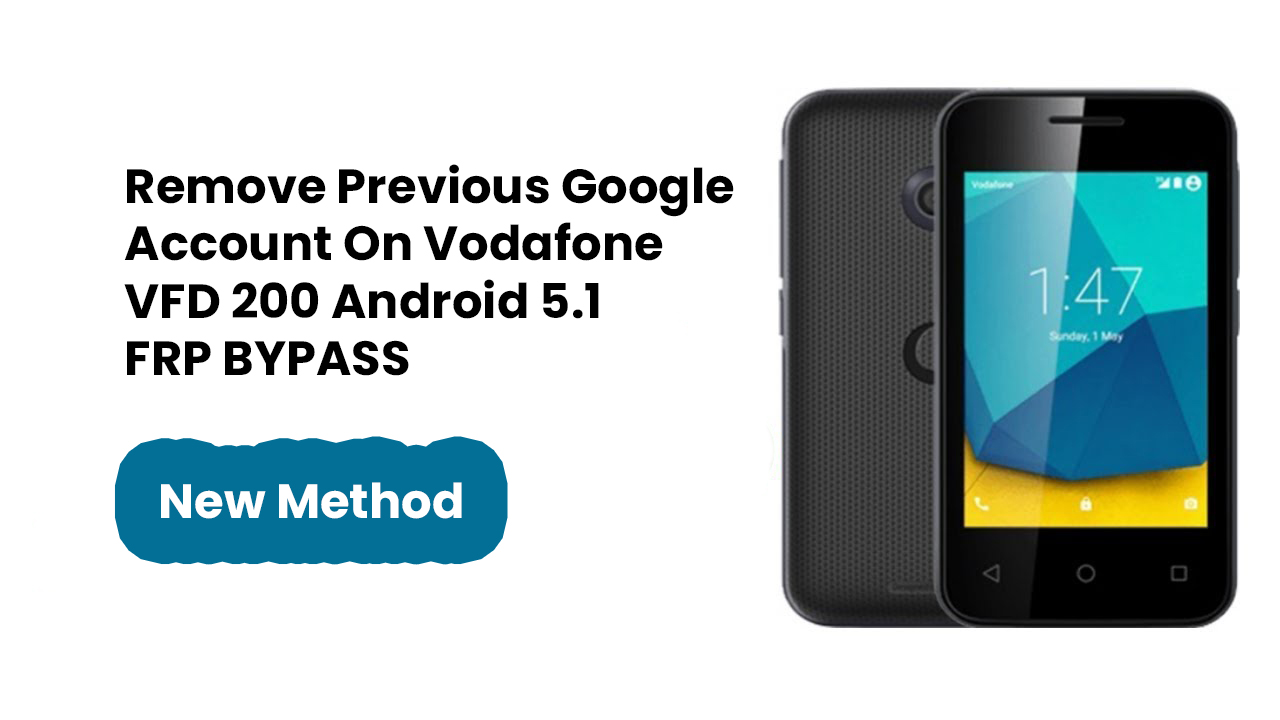 Remove Previous Google
Account On Vodafone
VFD 200 Android 5.1
FRP BYPASS
New Method
Vodafone
1:47
Sunday, 1 May